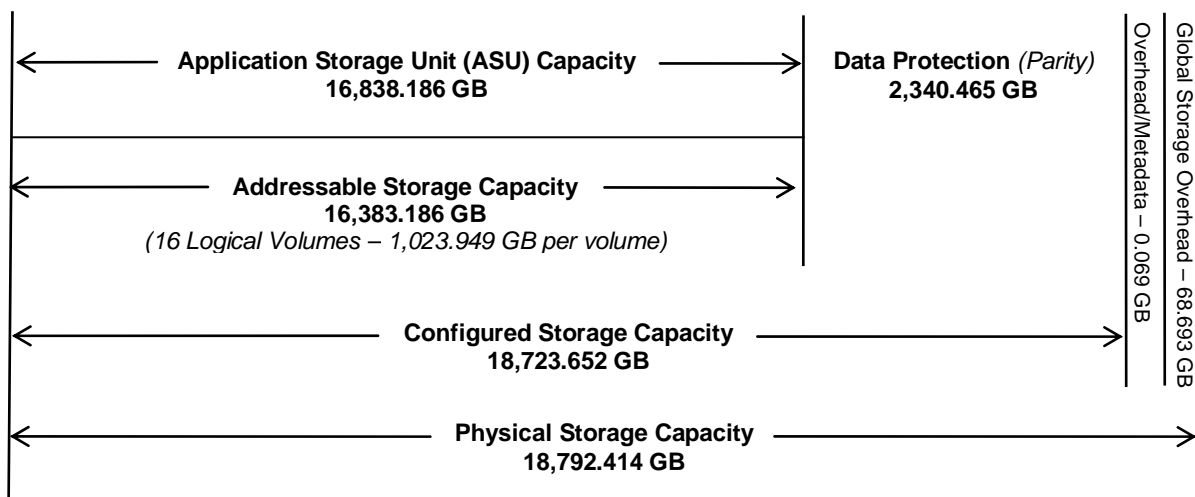 Application Storage Unit (ASU) Capacity
16,838.186 GB
Data Protection (Parity)
2,340.465 GB
Overhead/Metadata – 0.069 GB
Global Storage Overhead – 68.693 GB
Addressable Storage Capacity
16,383.186 GB
(16 Logical Volumes – 1,023.949 GB per volume)
Configured Storage Capacity
18,723.652 GB
Physical Storage Capacity
18,792.414 GB